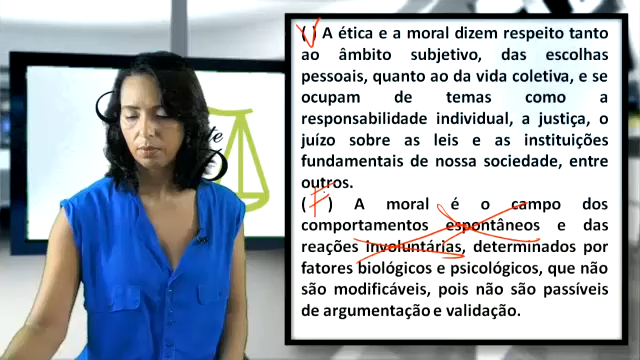 (V) A ética e a moral dizem respeito tanto
ao âmbito subjetivo, das escolhas
pessoais, quanto ao da vida coletiva, e se
ocupam de temas como a
responsabilidade individual, a justiça, o
juízo sobre as leis e as instituições
fundamentais de nossa sociedade, entre
outros.
(F) A moral é o campo dos
comportamentos espontâneos e das
reações involuntárias, determinados por
fatores biológicos e psicológicos, que não
são modificáveis, pois não são passíveis
de argumentação e validação.